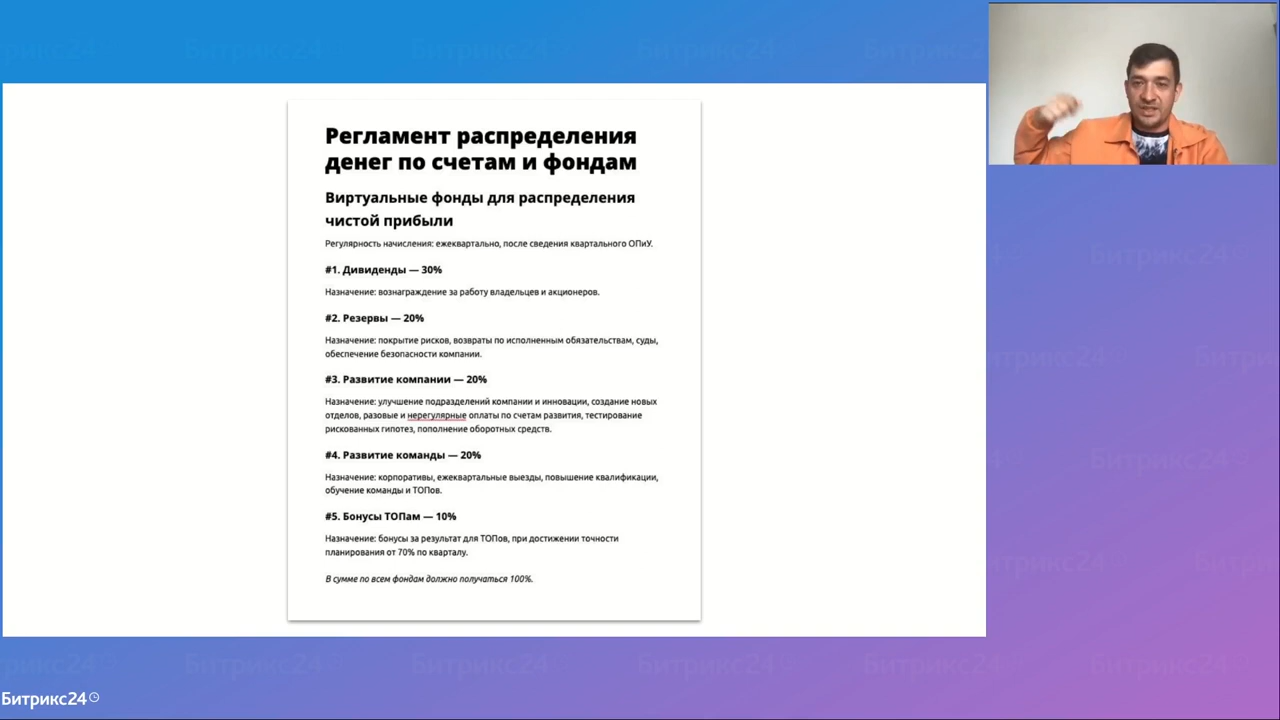 Регламент распределения
денег по счетам и фондам
Виртуальные фонды для распределения
чистой прибыли
Регулярность начисления: ежеквартально, после сведения квартального ОПиУ.
#1. Дивиденды — 30%
Назначение: вознаграждение за работу владельцев и акционеров.
#2. Резервы — 20%
Назначение: покрытие рисков, возвраты по исполненным обязательствам, суды,
обеспечение безопасности компании.
#3. Развитие компании — 20%
Назначение: улучшение подразделений компании и инновации, создание новых
отделов, разовые и нерегулярные оплаты по счетам развития, тестирование
рискованных гипотез, пополнение оборотных средств.
#4. Развитие команды — 20%
Назначение: корпоративы, ежеквартальные выезды, повышение квалификации,
обучение команды и ТОПов.
#5. Бонусы ТОПам — 10%
Назначение: бонусы за результат для ТОПов, при достижении точности
планирования от 70% по кварталу.
В сумме по всем фондам должно получаться 100%.
Битрикс24